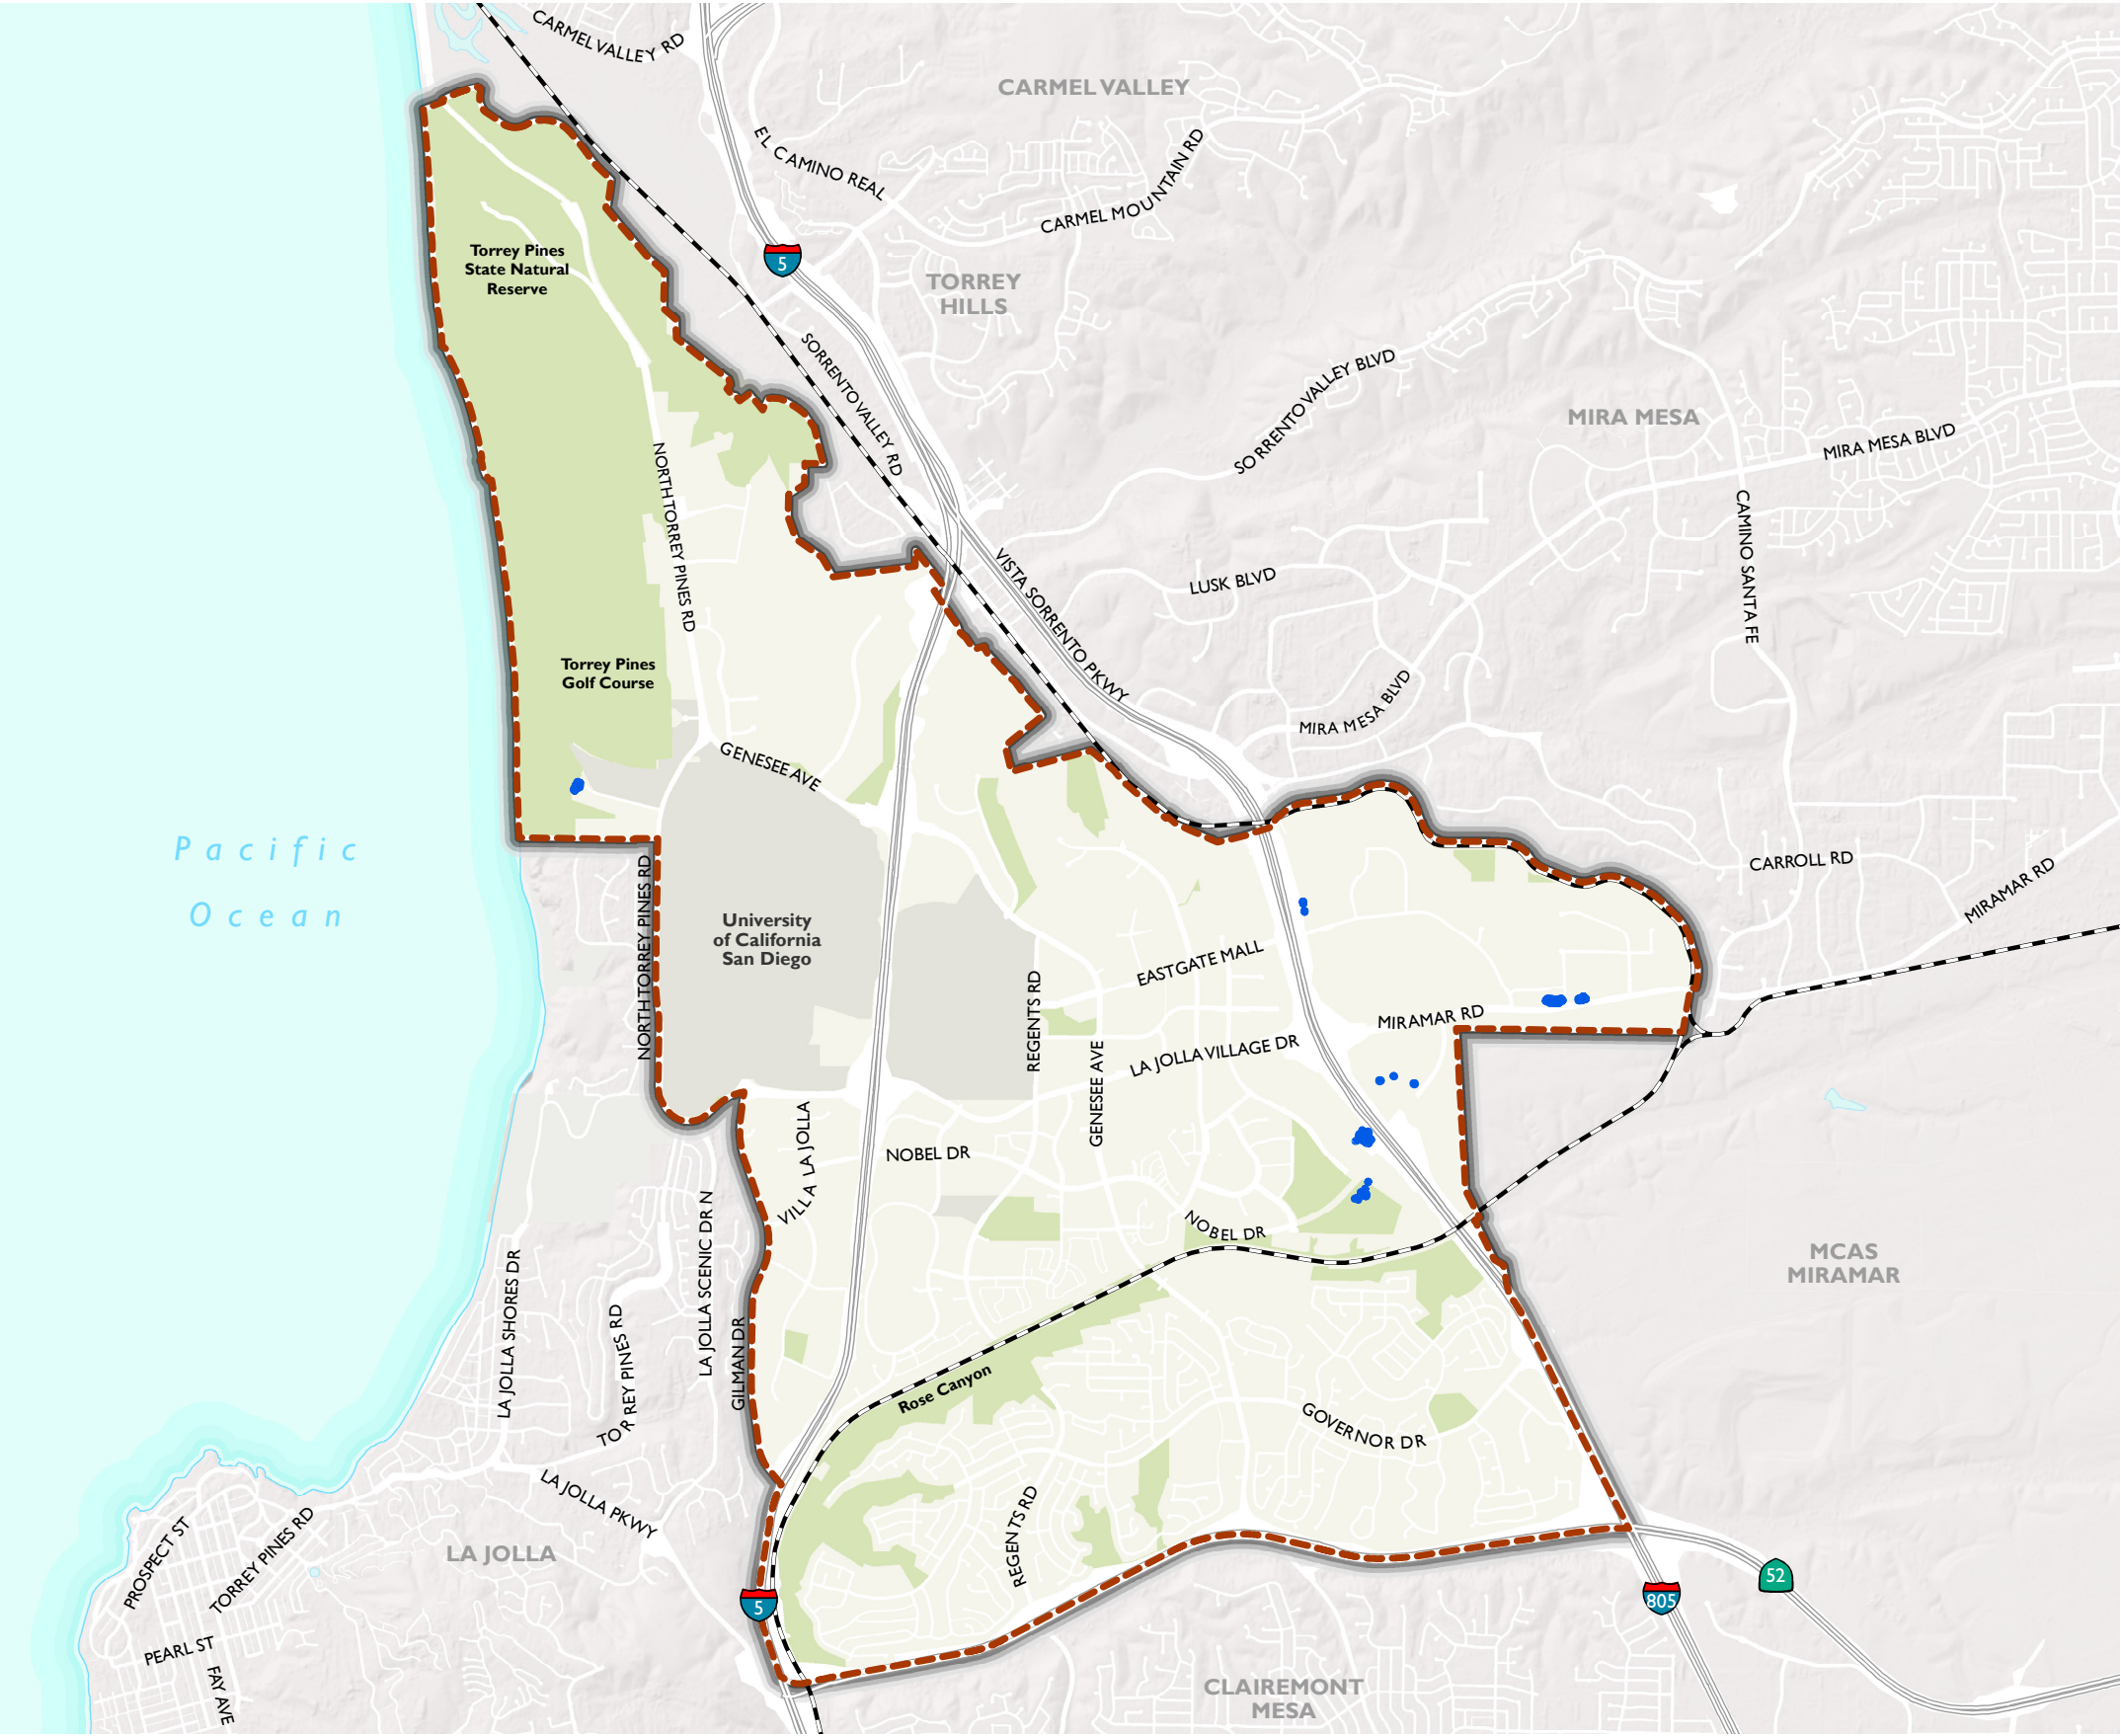 CARMEL VALLEY RD
CARMEL VALLEY
EL CAMINO REAL
CARMEL MOUNTAIN RD
5
Torrey Pines
State Natural
Reserve
TORREY
HILLS
SORRENTO VALLEY RD
SORRENTO VALLEY BLVD
MIRA MESA
MIRA MESA BLVD
NORTH TORREY PINES RD
CAMINO SANTA FE
VISTA SORRENTO PKWY
LUSK BLVD
Torrey Pines
Golf Course
MIRA MESA BLVD
GENESEE AVE
Pacific
Ocean
CARROLL RD
MIRAMAR RD
NORTH TORREY PINES RD
University
of California
San Diego
EASTGATE MALL
REGENTS RD
MIRAMAR RD
LA JOLLA VILLAGE DR
GENESEE AVE
VILLA LA JOLLA
NOBEL DR
NOBEL DR
LA JOLLA SCENIC DR N
LA JOLLA SHORES DR
TORREY PINES RD
GILMAN DR
MCAS
MIRAMAR
Rose Canyon
GOVERNOR DR
REGENTS RD
LA JOLLA PKWY
LA JOLLA
PROSPECT ST
TORREY PINES RD
PEARL ST
FAY AVE
5
805
52
CLAIREMONT
MESA